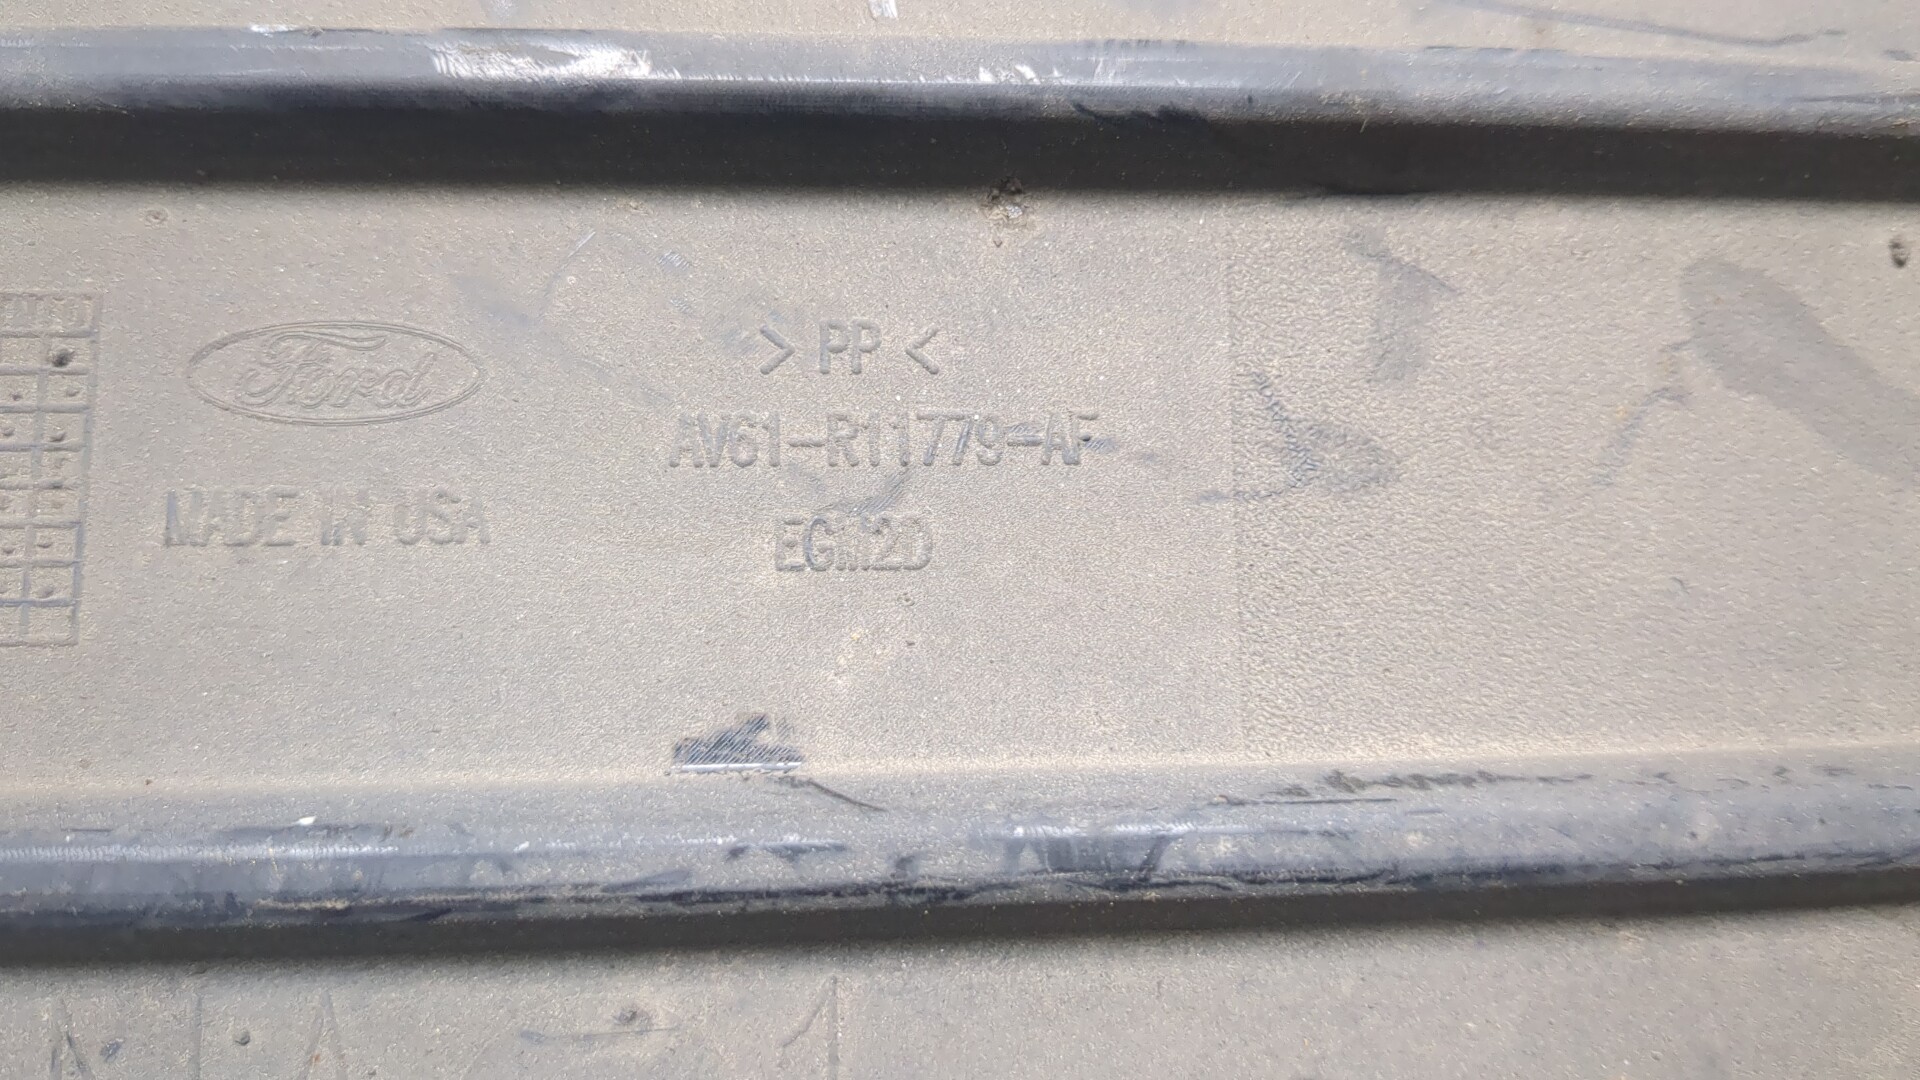 Ford
> PP <
AV61-R11779-AF
MADE IN USA
EGM2D